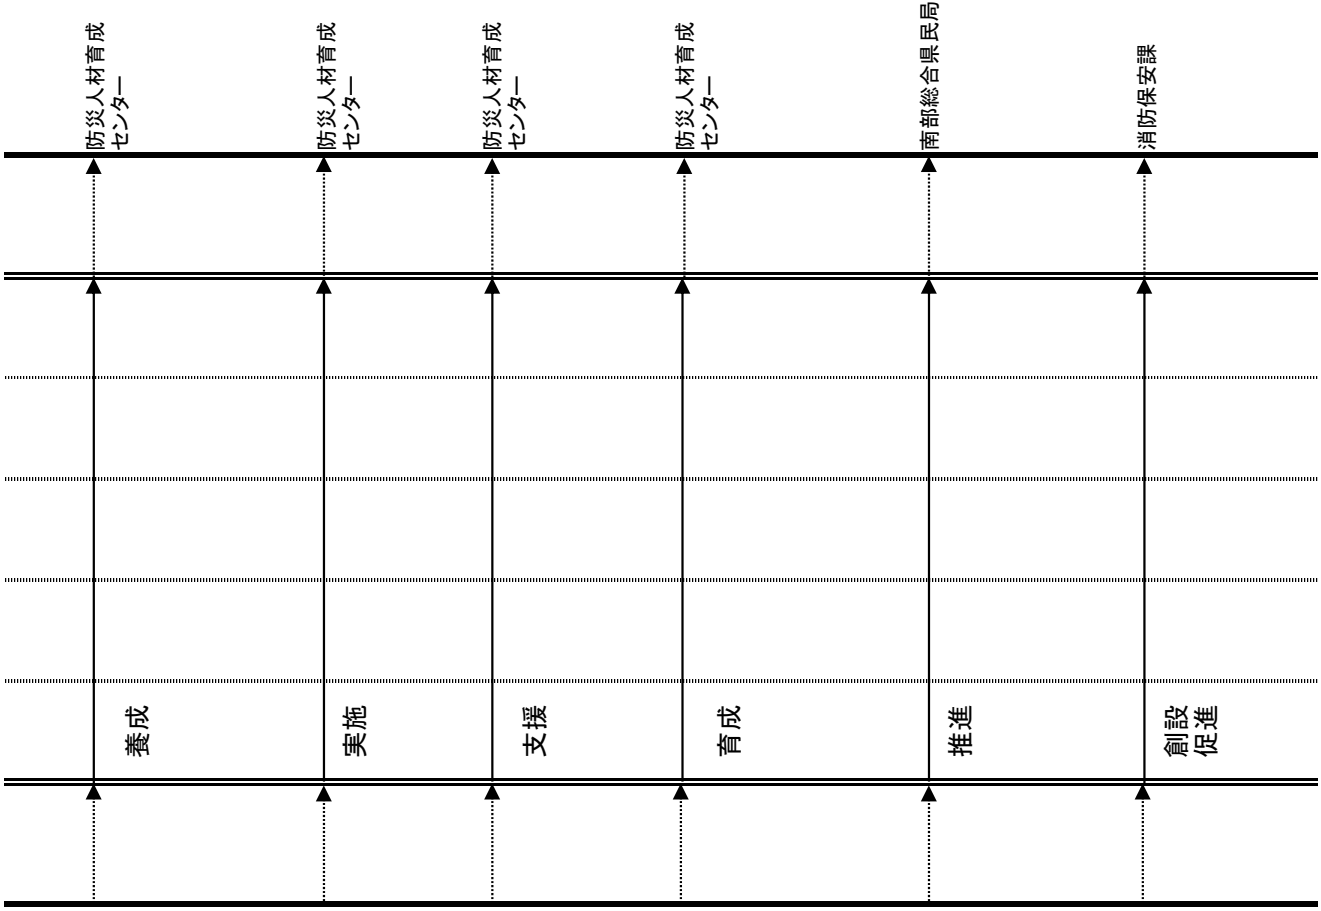 防災人材育成
センター
防災人材育成
センター
防災人材育成
センター
防災人材育成
センター
南部総合県民局
消防保安課
養成
実施
支援
育成
推進
創設
促進